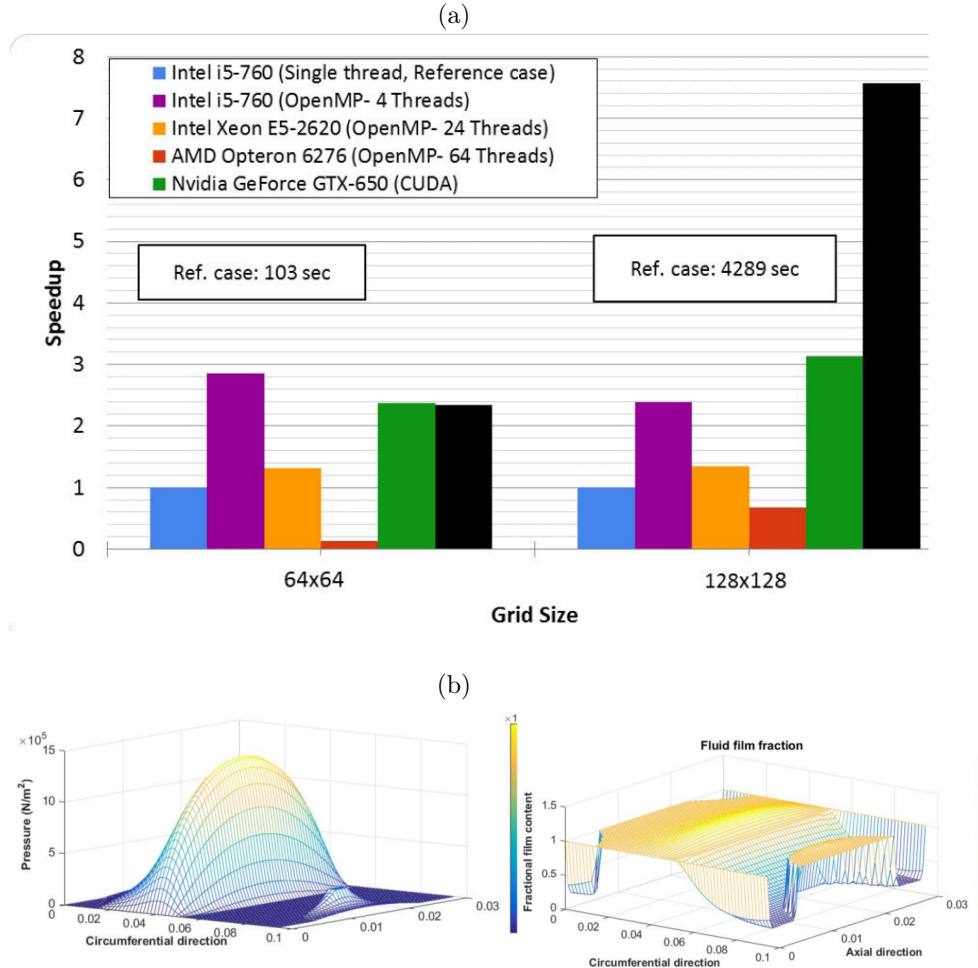 (a)
8
7
6
5
4
3
2
1
0
Speedup
Intel i5-760 (Single thread, Reference case)
Intel i5-760 (OpenMP- 4 Threads)
Intel Xeon E5-2620 (OpenMP- 24 Threads)
AMD Opteron 6276 (OpenMP- 64 Threads)
Nvidia GeForce GTX-650 (CUDA)
Ref. case: 103 sec
Ref. case: 4289 sec
64x64
128x128
Grid Size
(b)
×10⁵
15
10
5
0
Pressure (N/m²)
0
0.02
0.04
0.06
0.08
0.1
Circumferential direction
0
0.01
0.02
0.03
×1
Fluid film fraction
1.5
1
0.5
0
Fractional film content
0.02
0.04
0.06
0.08
0.1
Circumferential direction
0
0.01
0.02
0.03
Axial direction